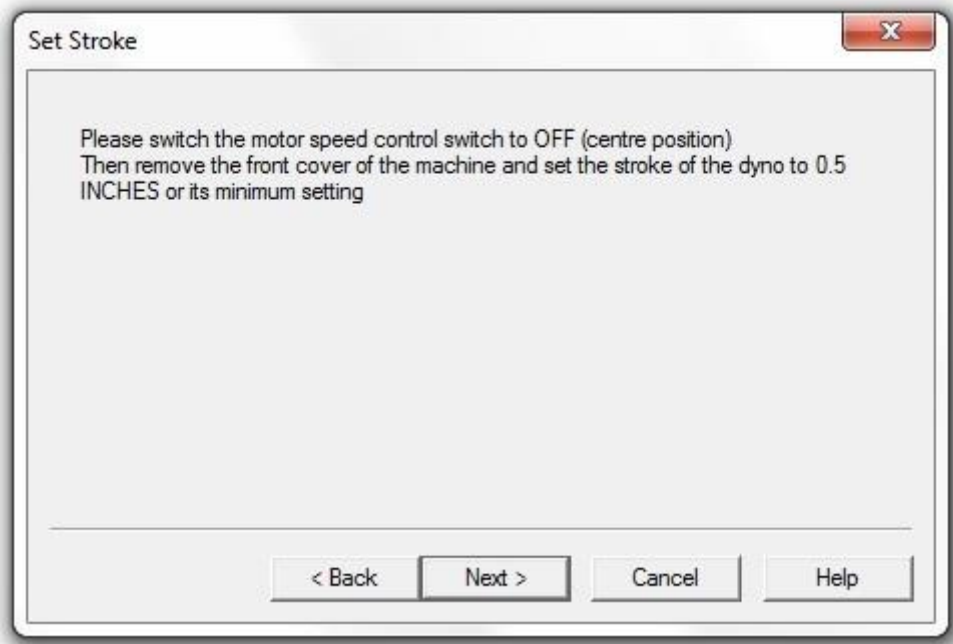 Set Stroke
Please switch the motor speed control switch to OFF (centre position)
Then remove the front cover of the machine and set the stroke of the dyno to 0.5
INCHES or its minimum setting
< Back Next > Cancel Help